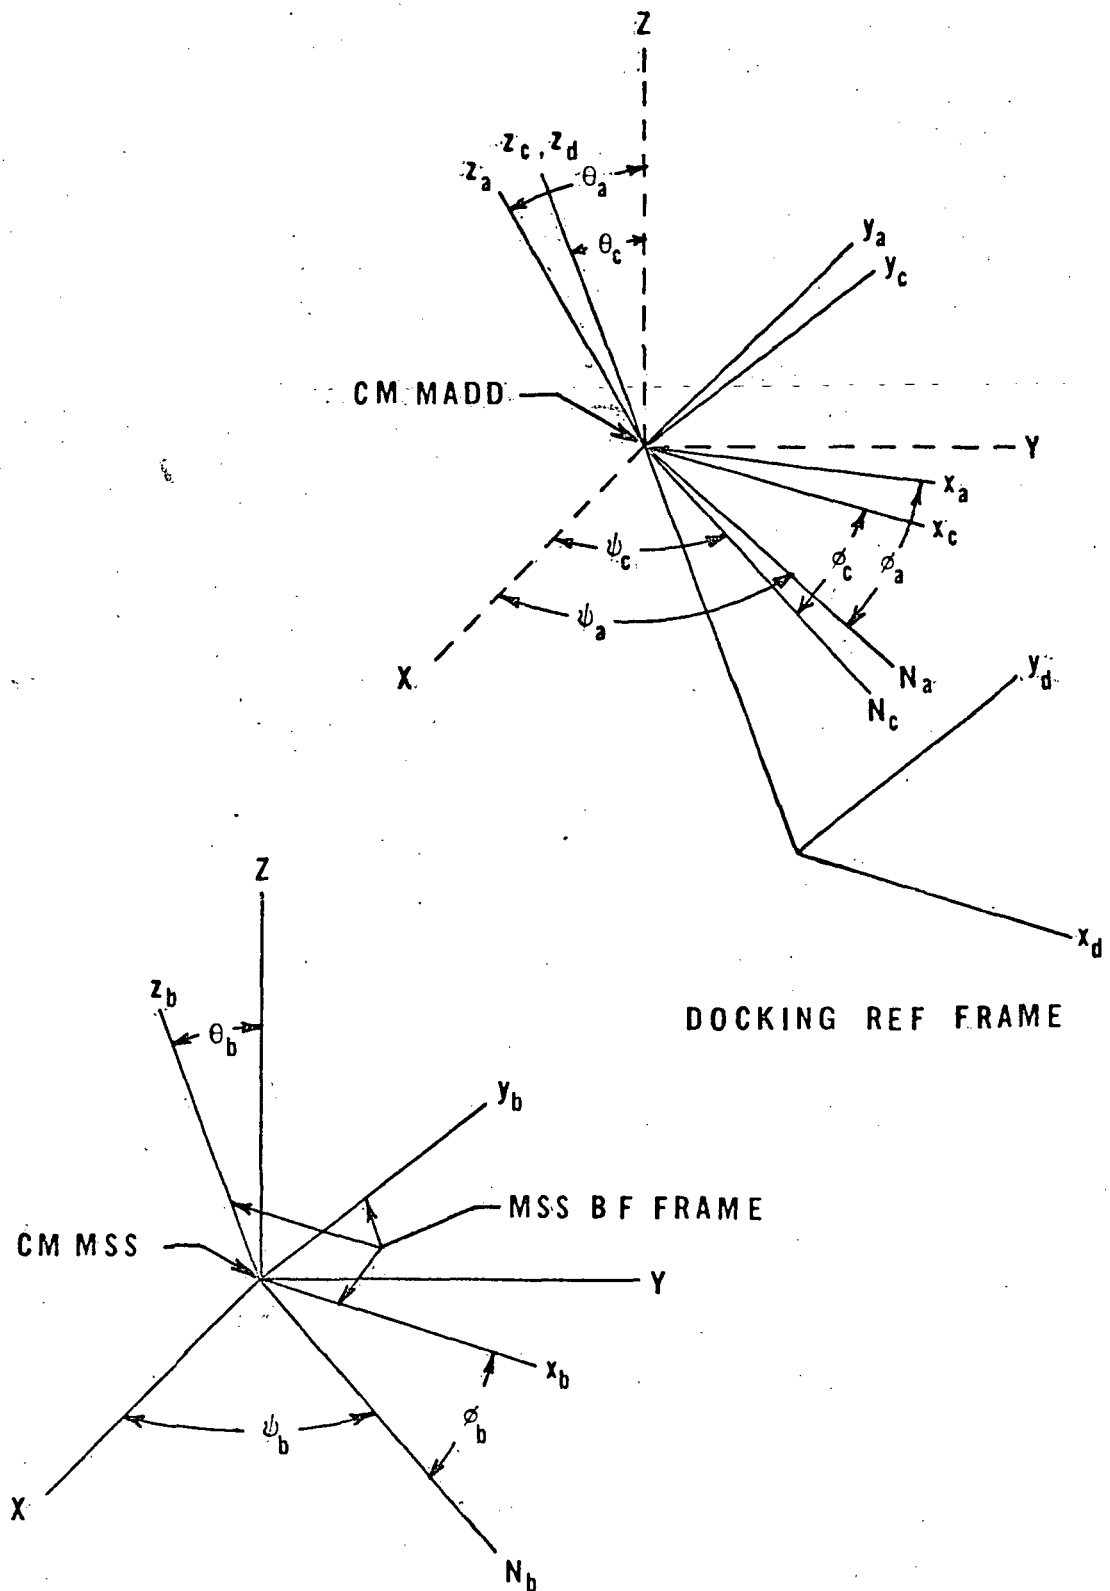 Z
z_c, z_d
z_a
θ_a
θ_c
y_a
y_c
CM MADD
Y
x_a
x_c
ψ_c
φ_c
φ_a
ψ_a
X
N_a
N_c
y_d
x_d
DOCKING REF FRAME
Z
z_b
θ_b
y_b
MSS BF FRAME
CM MSS
Y
x_b
φ_b
ψ_b
X
N_b